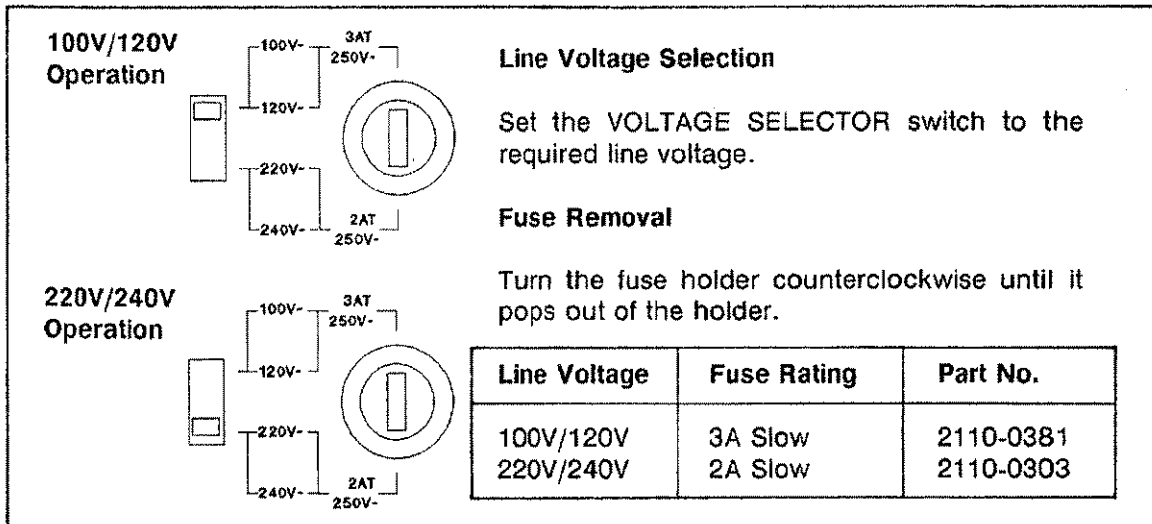 100V/120V
Operation
100V-
3AT
250V-
120V-
220V-
240V-
2AT
250V-
Line Voltage Selection
Set the VOLTAGE SELECTOR switch to the
required line voltage.
Fuse Removal
Turn the fuse holder counterclockwise until it
pops out of the holder.
220V/240V
Operation
100V-
3AT
250V-
120V-
220V-
240V-
2AT
250V-
Line Voltage Fuse Rating Part No.
100V/120V 3A Slow 2110-0381
220V/240V 2A Slow 2110-0303